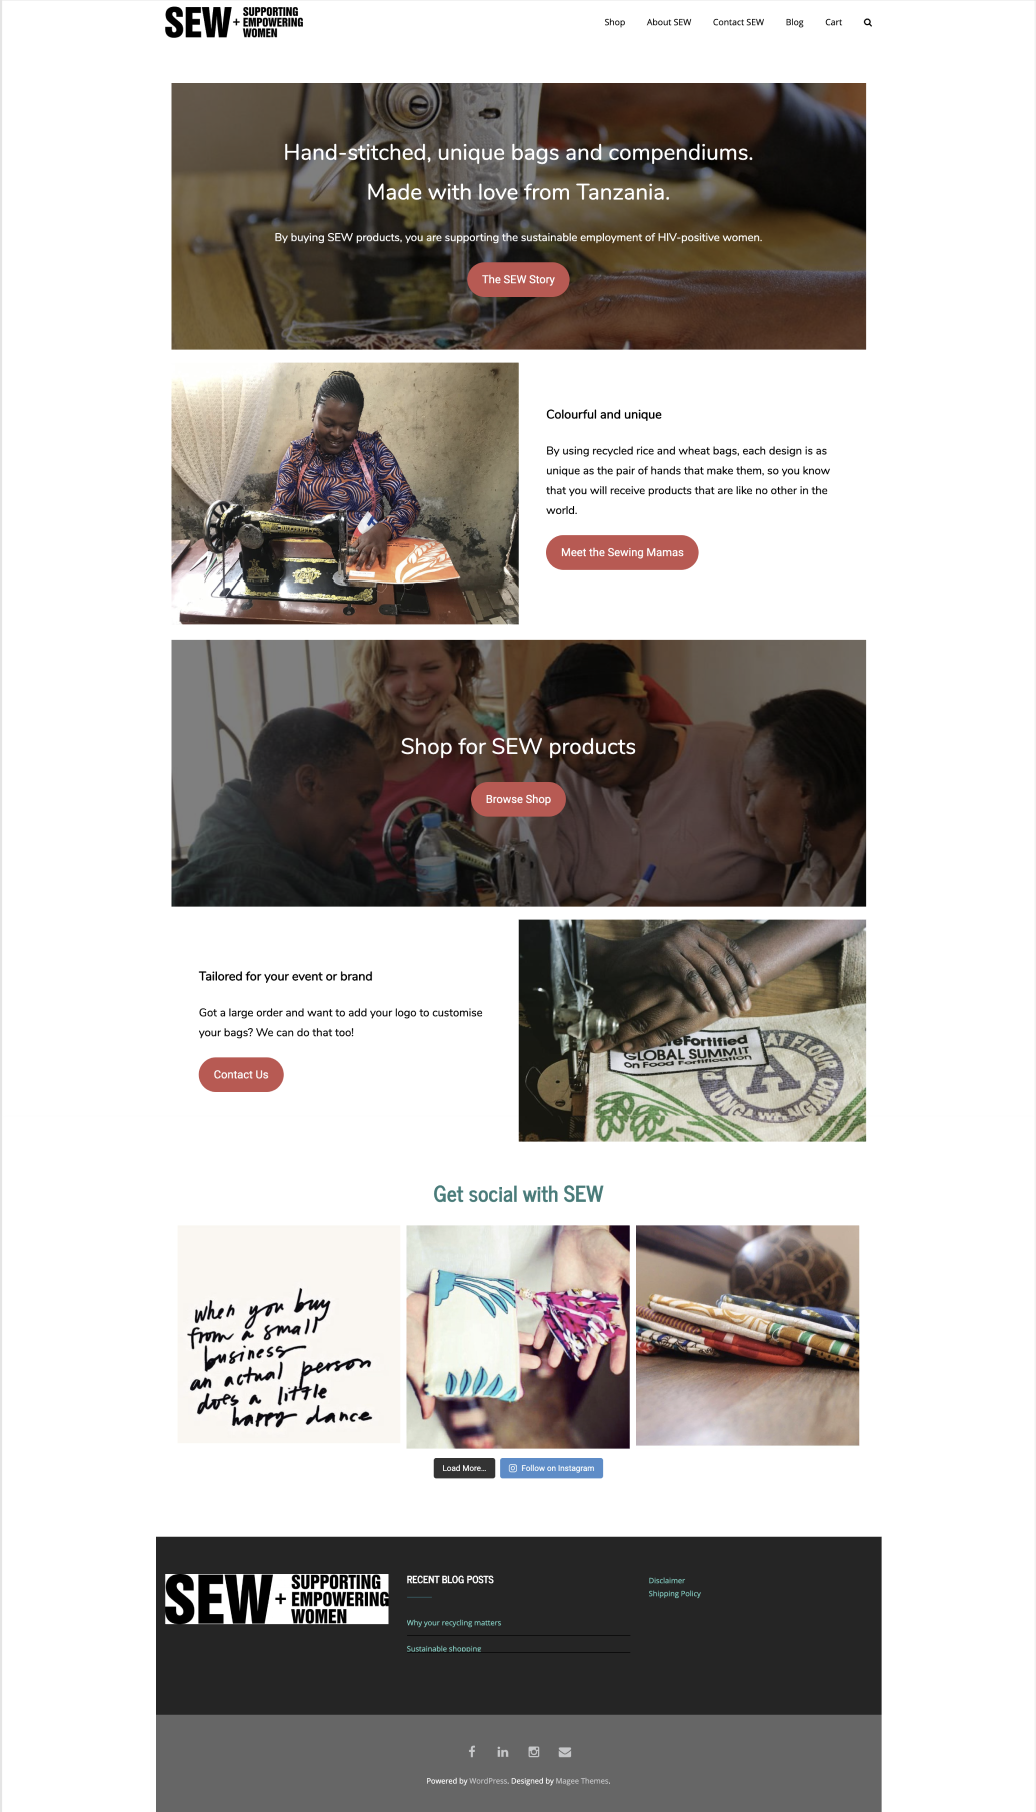 SEW + SUPPORTING
EMPOWERING
WOMEN
Shop
About SEW
Contact SEW
Blog
Cart
Hand-stitched, unique bags and compendiums.
Made with love from Tanzania.
By buying SEW products, you are supporting the sustainable employment of HIV-positive women.
The SEW Story
Colourful and unique
By using recycled rice and wheat bags, each design is as
unique as the pair of hands that make them, so you know
that you will receive products that are like no other in the
world.
Meet the Sewing Mamas
Shop for SEW products
Browse Shop
Tailored for your event or brand
Got a large order and want to add your logo to customise
your bags? We can do that too!
Contact Us
eFortified
GLOBAL SUMMIT
on Food Fortification
AT FLOUR
A
UNGA WA NGANO
Get social with SEW
when you buy
from a small
business
an actual person
does a little
happy dance
Load More...
Follow on Instagram
SEW + SUPPORTING
EMPOWERING
WOMEN
RECENT BLOG POSTS
Why your recycling matters
Sustainable shopping
Disclaimer
Shipping Policy
Powered by WordPress. Designed by Magee Themes.